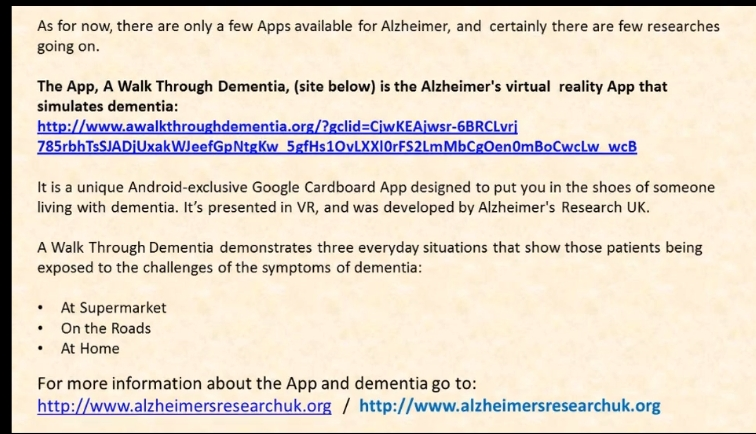 As for now, there are only a few Apps available for Alzheimer, and certainly there are few researches
going on.
The App, A Walk Through Dementia, (site below) is the Alzheimer's virtual reality App that
simulates dementia:
http://www.awalkthroughdementia.org/?gclid=CjwKEAjwsr-6BRCLvrj
785rbhTsSJADjUxakWJeefGpNtgKw_5gfHs1OvLXXl0rFS2LmMbCgOen0mBoCwcLw_wcB
It is a unique Android-exclusive Google Cardboard App designed to put you in the shoes of someone
living with dementia. It's presented in VR, and was developed by Alzheimer's Research UK.
A Walk Through Dementia demonstrates three everyday situations that show those patients being
exposed to the challenges of the symptoms of dementia:
• At Supermarket
• On the Roads
• At Home
For more information about the App and dementia go to:
http://www.alzheimersresearchuk.org / http://www.alzheimersresearchuk.org